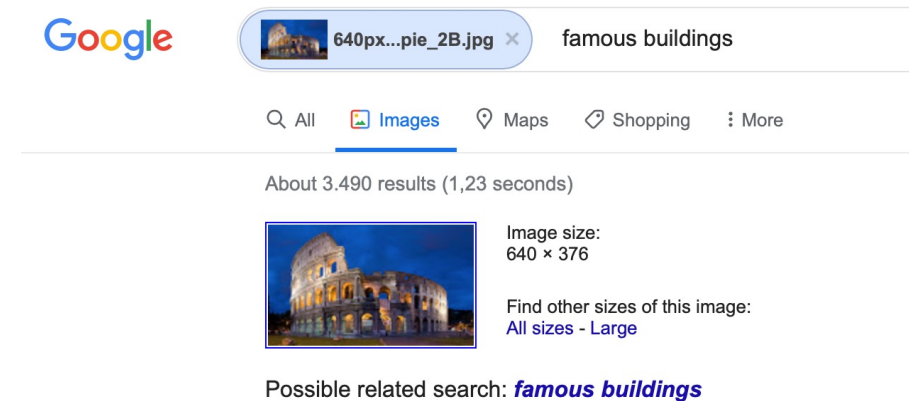 Google 640px...pie_2B.jpg × famous buildings
All Images Maps Shopping More
About 3.490 results (1,23 seconds)
Image size:
640 × 376
Find other sizes of this image:
All sizes - Large
Possible related search: famous buildings